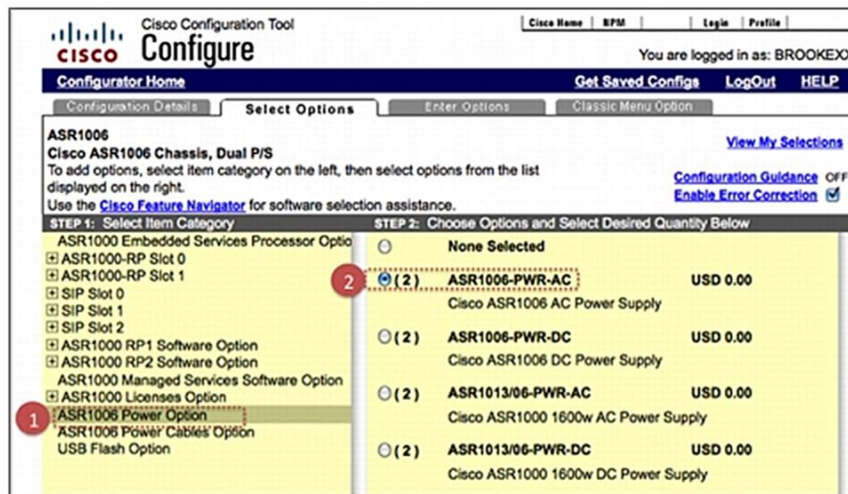 CISCO
Cisco Configuration Tool
Configure
Cisco Home | NPM | Login | Profile
You are logged in as: BROOKEX
Configurator Home
Get Saved Configs LogOut HELP
Configuration Details
Select Options
Enter Options
Classic Menu Option
ASR1006
Cisco ASR1006 Chassis, Dual P/S
To add options, select item category on the left, then select options from the list
displayed on the right.
Use the Cisco Feature Navigator for software selection assistance.
View My Selections
Configuration Guidance OFF
Enable Error Correction
STEP 1: Select Item Category
ASR1000 Embedded Services Processor Optio
ASR1000-RP Slot 0
ASR1000-RP Slot 1
SIP Slot 0
SIP Slot 1
SIP Slot 2
ASR1000 RP1 Software Option
ASR1000 RP2 Software Option
ASR1000 Managed Services Software Option
ASR1000 Licenses Option
1 ASR1006 Power Option
ASR1006 Power Cables Option
USB Flash Option
STEP 2: Choose Options and Select Desired Quantity Below
None Selected
2 (2) ASR1006-PWR-AC USD 0.00
Cisco ASR1006 AC Power Supply
(2) ASR1006-PWR-DC USD 0.00
Cisco ASR1006 DC Power Supply
(2) ASR1013/06-PWR-AC USD 0.00
Cisco ASR1000 1600w AC Power Supply
(2) ASR1013/06-PWR-DC USD 0.00
Cisco ASR1000 1600w DC Power Supply